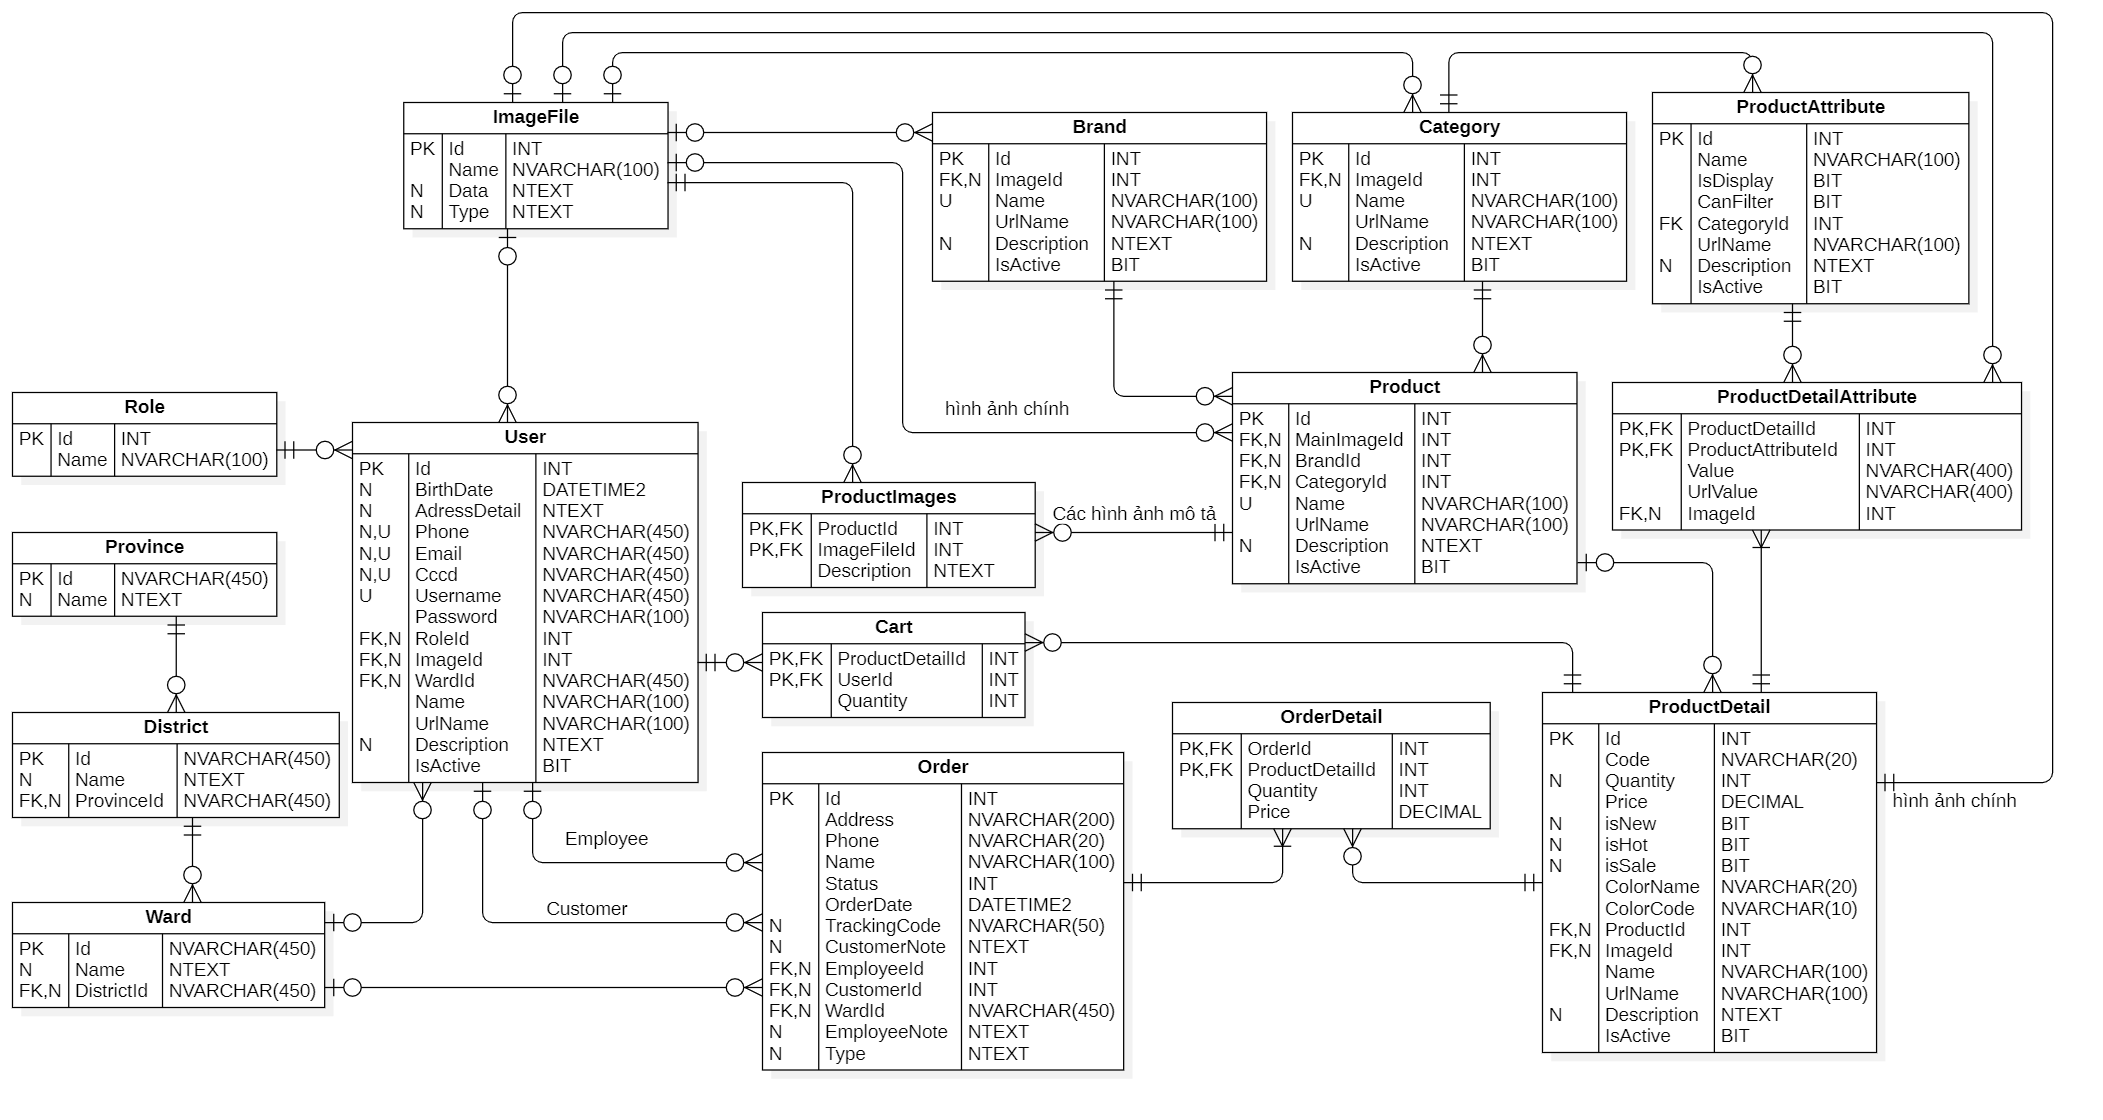 ImageFile
PK Id INT
Name NVARCHAR(100)
N Data NTEXT
N Type NTEXT
Brand
PK Id INT
FK,N ImageId INT
U Name NVARCHAR(100)
UrlName NVARCHAR(100)
N Description NTEXT
IsActive BIT
Category
PK Id INT
FK,N ImageId INT
U Name NVARCHAR(100)
UrlName NVARCHAR(100)
N Description NTEXT
IsActive BIT
ProductAttribute
PK Id INT
Name NVARCHAR(100)
IsDisplay BIT
CanFilter BIT
FK CategoryId INT
UrlName NVARCHAR(100)
N Description NTEXT
IsActive BIT
Role
PK Id INT
Name NVARCHAR(100)
User
PK Id INT
N BirthDate DATETIME2
N AdressDetail NTEXT
N,U Phone NVARCHAR(450)
N,U Email NVARCHAR(450)
N,U Cccd NVARCHAR(450)
U Username NVARCHAR(450)
Password NVARCHAR(100)
FK,N RoleId INT
FK,N ImageId INT
FK,N WardId NVARCHAR(450)
Name NVARCHAR(100)
UrlName NVARCHAR(100)
N Description NTEXT
IsActive BIT
hình ảnh chính
Product
PK Id INT
FK,N MainImageId INT
FK,N BrandId INT
FK,N CategoryId INT
U Name NVARCHAR(100)
UrlName NVARCHAR(100)
N Description NTEXT
IsActive BIT
ProductDetailAttribute
PK,FK ProductDetailId INT
PK,FK ProductAttributeId INT
Value NVARCHAR(400)
UrlValue NVARCHAR(400)
FK,N ImageId INT
ProductImages
PK,FK ProductId INT
PK,FK ImageFileId INT
Description NTEXT
Các hình ảnh mô tả
Province
PK Id NVARCHAR(450)
N Name NTEXT
Cart
PK,FK ProductDetailId INT
PK,FK UserId INT
Quantity INT
District
PK Id NVARCHAR(450)
N Name NTEXT
FK,N ProvinceId NVARCHAR(450)
OrderDetail
PK,FK OrderId INT
PK,FK ProductDetailId INT
Quantity INT
Price DECIMAL
ProductDetail
PK Id INT
Code NVARCHAR(20)
N Quantity INT
Price DECIMAL
N isNew BIT
N isHot BIT
N isSale BIT
ColorName NVARCHAR(20)
ColorCode NVARCHAR(10)
FK,N ProductId INT
FK,N ImageId INT
Name NVARCHAR(100)
UrlName NVARCHAR(100)
N Description NTEXT
IsActive BIT
hình ảnh chính
Employee
Customer
Order
PK Id INT
Address NVARCHAR(200)
Phone NVARCHAR(20)
Name NVARCHAR(100)
Status INT
OrderDate DATETIME2
N TrackingCode NVARCHAR(50)
N CustomerNote NTEXT
FK,N EmployeeId INT
FK,N CustomerId INT
FK,N WardId NVARCHAR(450)
N EmployeeNote NTEXT
N Type NTEXT
Ward
PK Id NVARCHAR(450)
N Name NTEXT
FK,N DistrictId NVARCHAR(450)